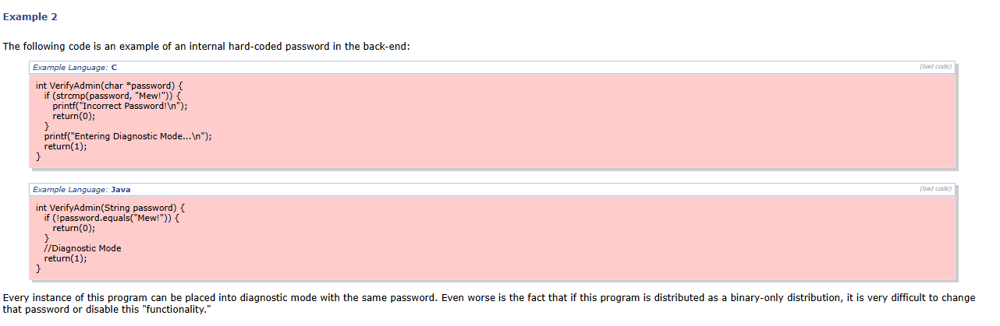 Example 2
The following code is an example of an internal hard-coded password in the back-end:
Example Language: C (bad code)
int VerifyAdmin(char *password) {
if (strcmp(password, "Mew!")) {
printf("Incorrect Password!\n");
return(0);
}
printf("Entering Diagnostic Mode...\n");
return(1);
}
Example Language: Java (bad code)
int VerifyAdmin(String password) {
if (!password.equals("Mew!")) {
return(0);
}
//Diagnostic Mode
return(1);
}
Every instance of this program can be placed into diagnostic mode with the same password. Even worse is the fact that if this program is distributed as a binary-only distribution, it is very difficult to change
that password or disable this "functionality."